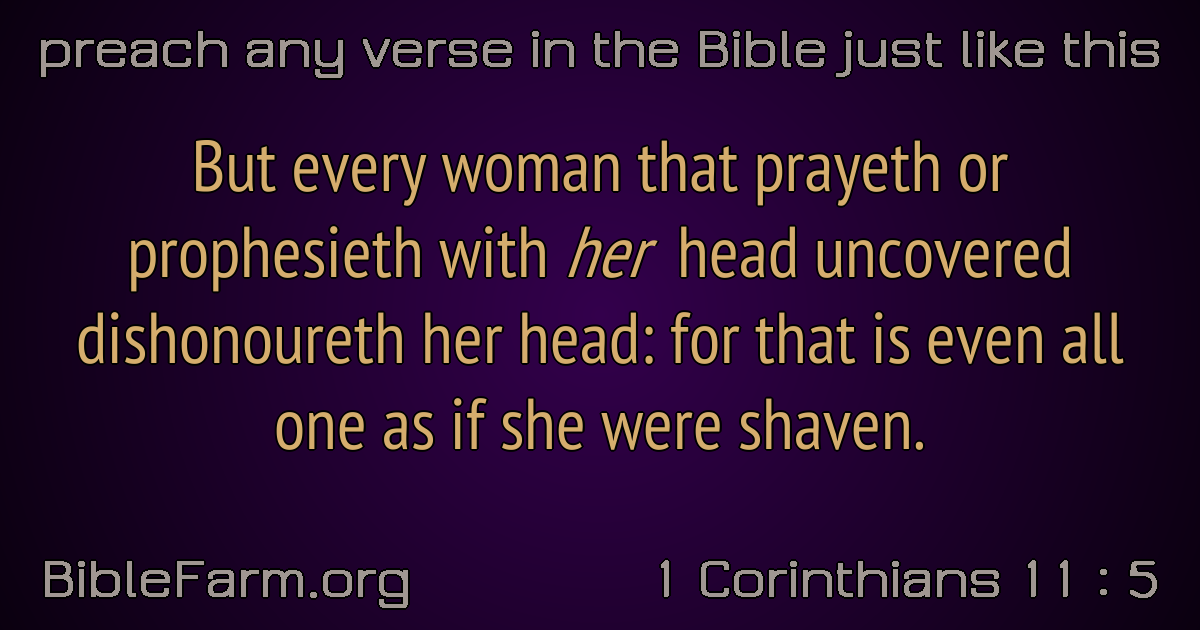 preach any verse in the Bible just like this
But every woman that prayeth or
prophesieth with her head uncovered
dishonoureth her head: for that is even all
one as if she were shaven.
BibleFarm.org
1 Corinthians 11 : 5